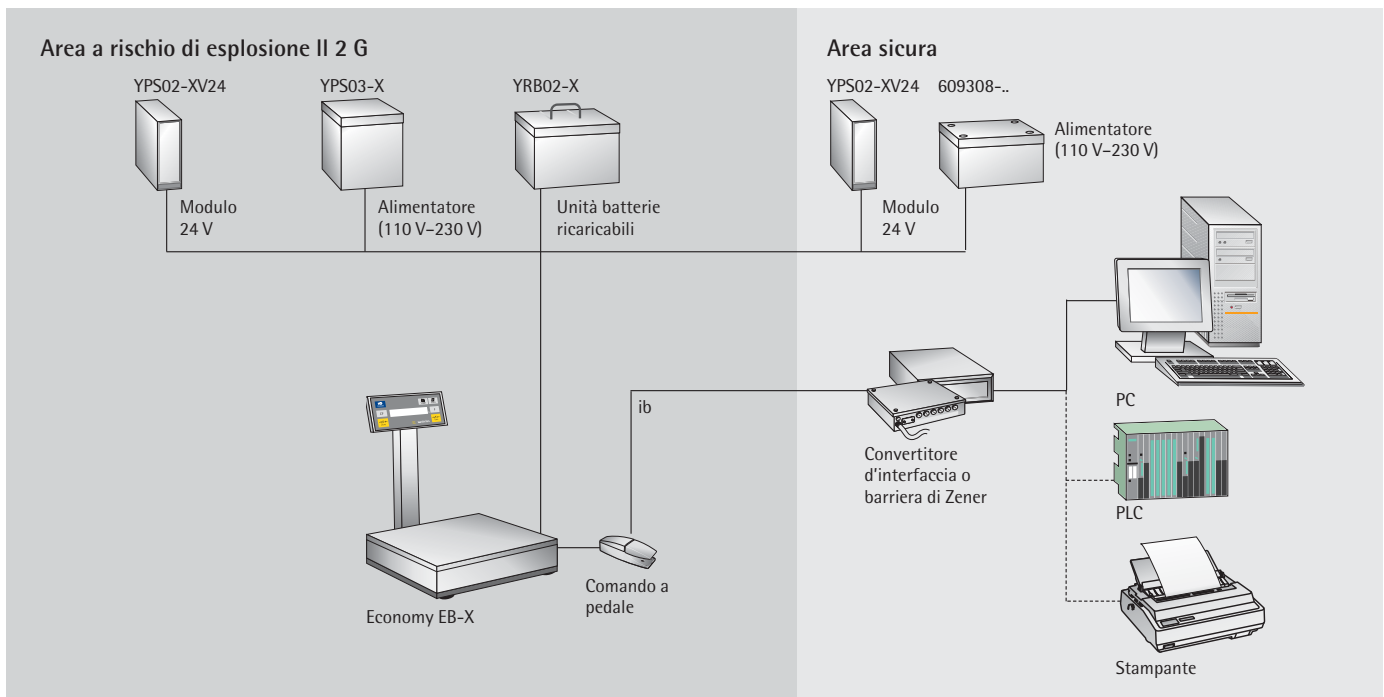 Area a rischio di esplosione II 2 G
YPS02-XV24
YPS03-X
YRB02-X
Modulo
24 V
Alimentatore
(110 V–230 V)
Unità batterie
ricaricabili
Area sicura
YPS02-XV24
609308-..
Alimentatore
(110 V–230 V)
Modulo
24 V
ib
Convertitore
d'interfaccia o
barriera di Zener
PC
PLC
Stampante
Comando a
pedale
Economy EB-X